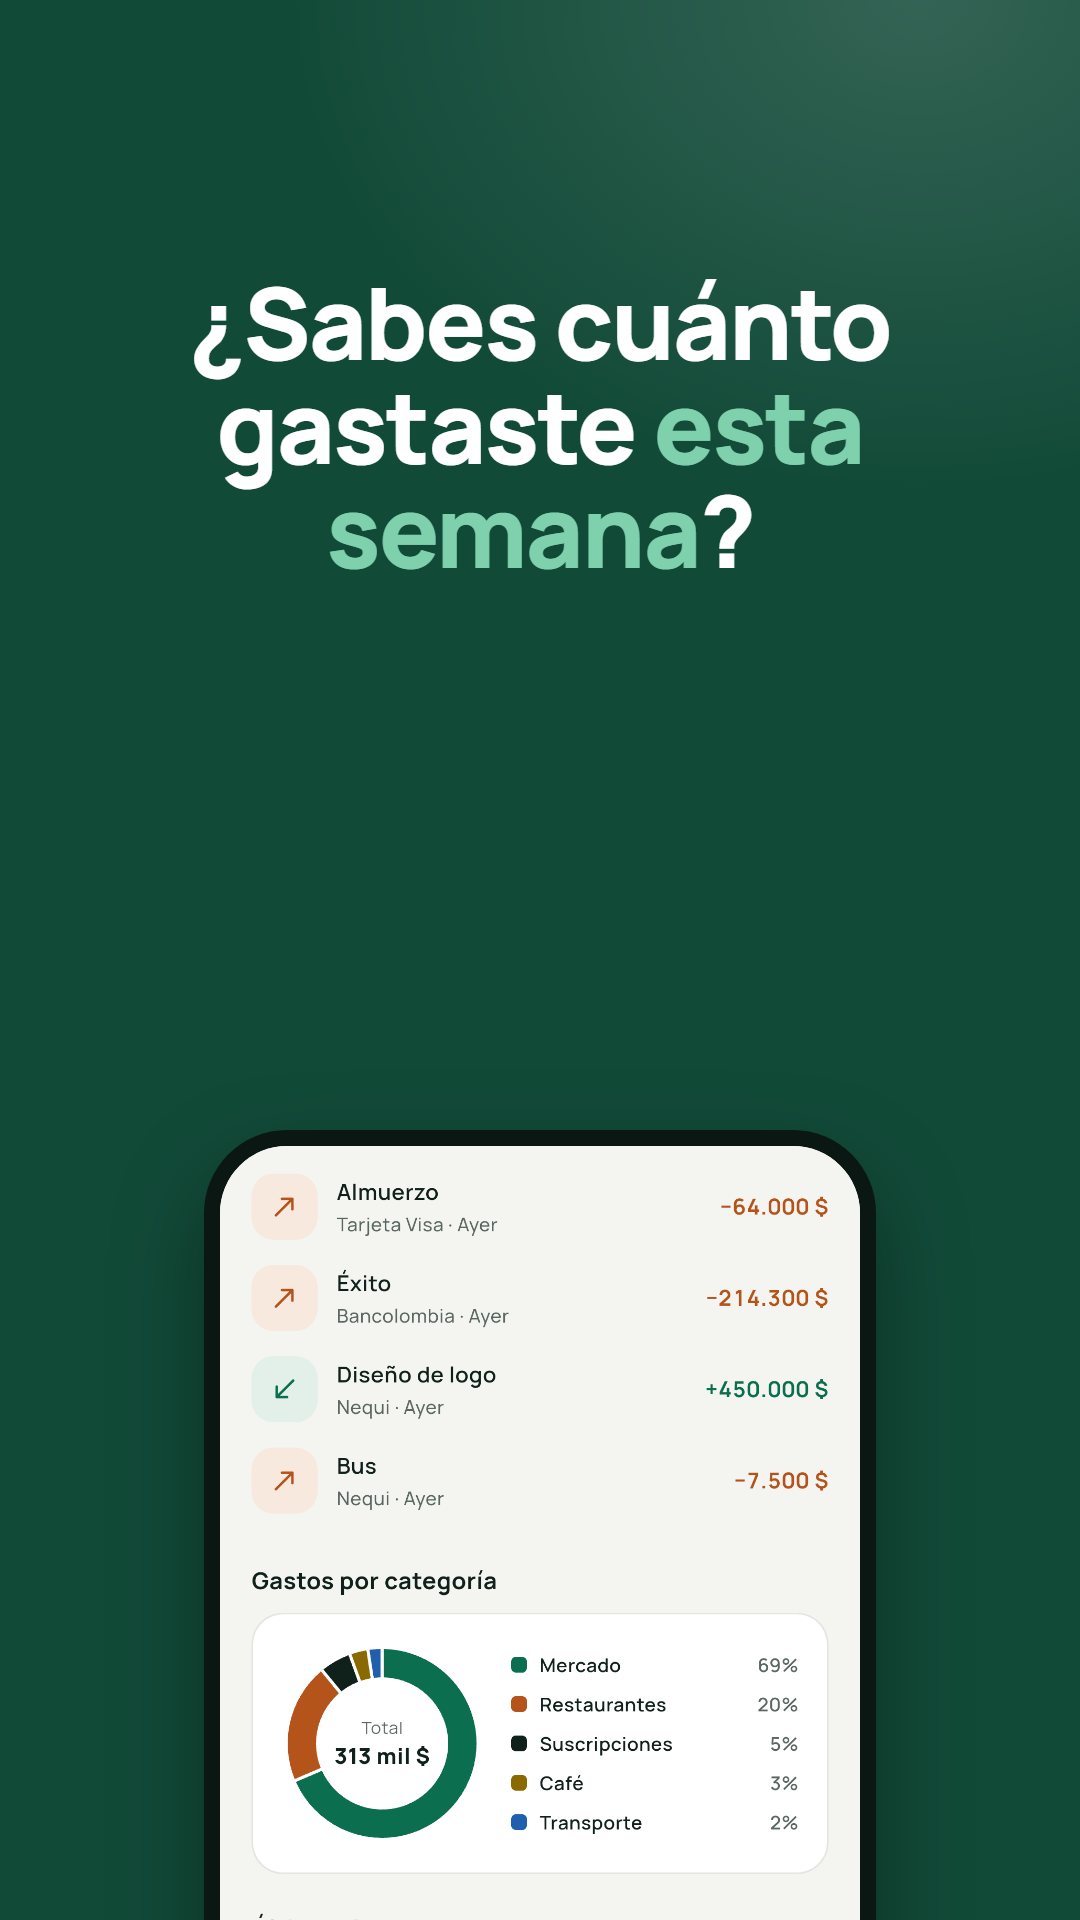 ¿Sabes cuánto
gastaste esta
semana?
Almuerzo
Tarjeta Visa · Ayer
−64.000 $
Éxito
Bancolombia · Ayer
−214.300 $
Diseño de logo
Nequi · Ayer
+450.000 $
Bus
Nequi · Ayer
−7.500 $
Gastos por categoría
Total
313 mil $
Mercado 69%
Restaurantes 20%
Suscripciones 5%
Café 3%
Transporte 2%